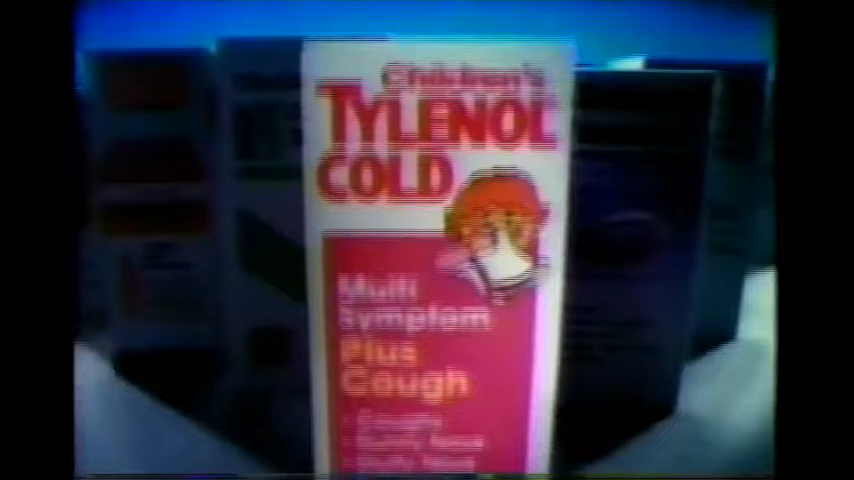 Children's
TYLENOL
COLD
Multi
Symptom
Plus
Cough